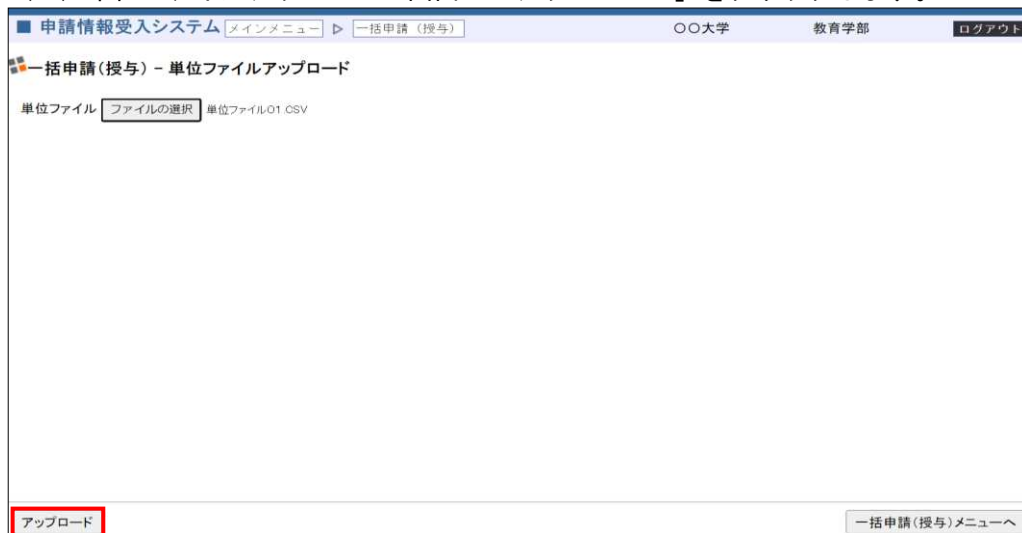 ■ 申請情報受入システム メインメニュー ▷ 一括申請（授与） 〇〇大学 教育学部 ログアウト
一括申請（授与）－単位ファイルアップロード
単位ファイル ファイルの選択 単位ファイル01.CSV
アップロード 一括申請（授与）メニューへ